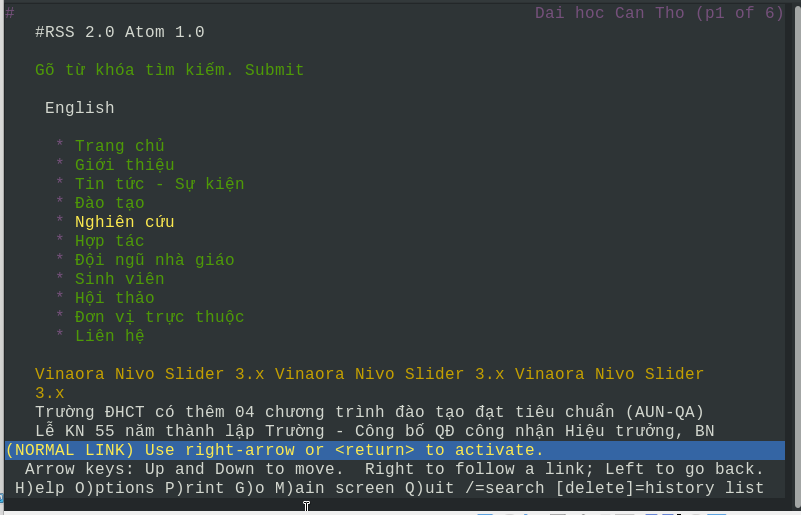 #
Dai hoc Can Tho (p1 of 6)
#RSS 2.0 Atom 1.0
Gõ từ khóa tìm kiếm. Submit
English
* Trang chủ
* Giới thiệu
* Tin tức - Sự kiện
* Đào tạo
* Nghiên cứu
* Hợp tác
* Đội ngũ nhà giáo
* Sinh viên
* Hội thảo
* Đơn vị trực thuộc
* Liên hệ
Vinaora Nivo Slider 3.x Vinaora Nivo Slider 3.x Vinaora Nivo Slider
3.x
Trường ĐHCT có thêm 04 chương trình đào tạo đạt tiêu chuẩn (AUN-QA)
Lễ KN 55 năm thành lập Trường - Công bố QĐ công nhận Hiệu trưởng, BN
(NORMAL LINK) Use right-arrow or <return> to activate.
Arrow keys: Up and Down to move.  Right to follow a link; Left to go back.
H)elp O)ptions P)rint G)o M)ain screen Q)uit /=search [delete]=history list